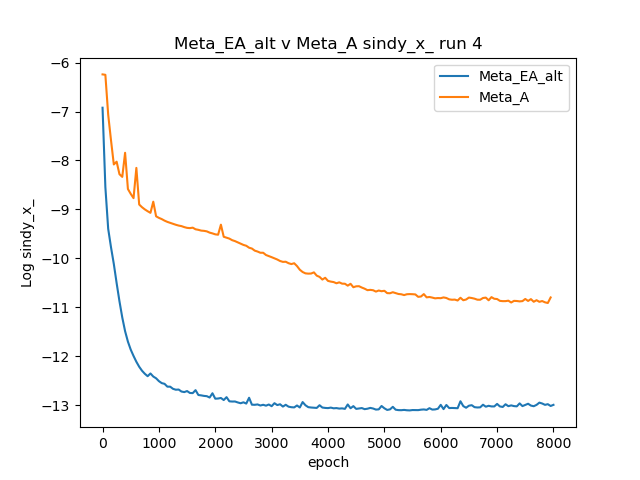 Meta_EA_alt v Meta_A sindy_x_ run 4
Meta_EA_alt
Meta_A
Log sindy_x_
−6
−7
−8
−9
−10
−11
−12
−13
0 1000 2000 3000 4000 5000 6000 7000 8000
epoch